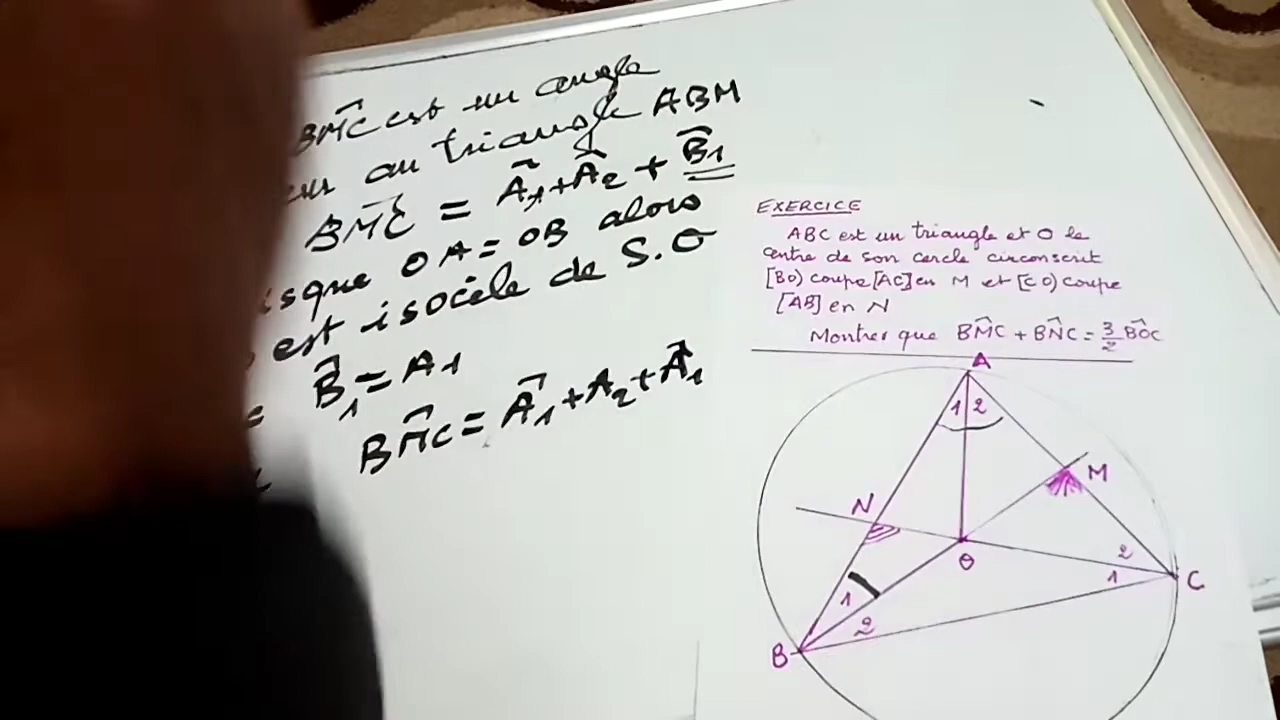 BMC est un angle
au triangle ABM
BMC = A1+A2 + B1
OA = OB alors
est isocèle de S.O
B1 = A1
BMC = A1+A2+A1
EXERCICE
ABC est un triangle et O le
centre de son cercle circonscrit
[BO) coupe [AC] en M et [CO) coupe
[AB] en N
Montrer que BMC + BNC = 3/2 BOC
A
1 2
M
N
O
2
1
C
1
2
B